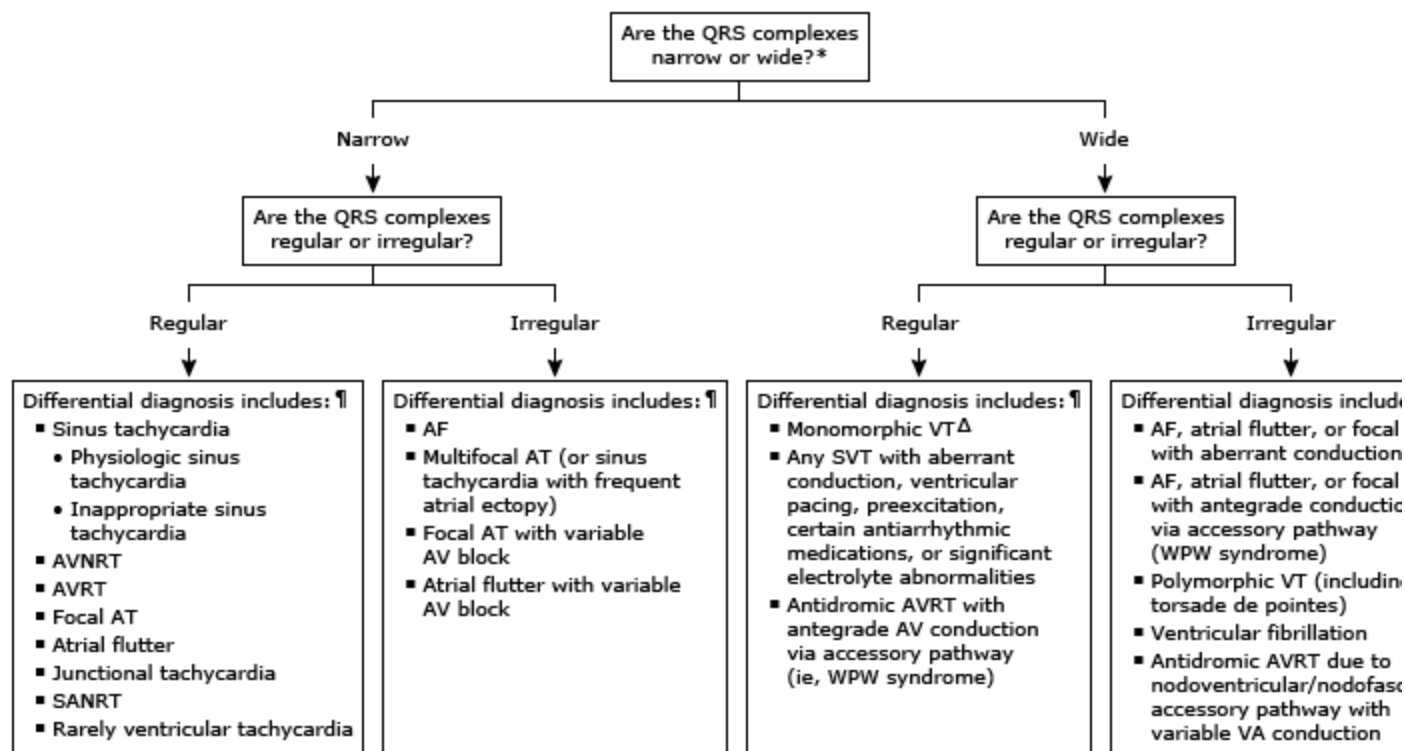 Are the QRS complexes
narrow or wide?*
Narrow
Wide
Are the QRS complexes
regular or irregular?
Are the QRS complexes
regular or irregular?
Regular
Irregular
Regular
Irregular
Differential diagnosis includes: ¶
▪ Sinus tachycardia
• Physiologic sinus
tachycardia
• Inappropriate sinus
tachycardia
▪ AVNRT
▪ AVRT
▪ Focal AT
▪ Atrial flutter
▪ Junctional tachycardia
▪ SANRT
▪ Rarely ventricular tachycardia
Differential diagnosis includes: ¶
▪ AF
▪ Multifocal AT (or sinus
tachycardia with frequent
atrial ectopy)
▪ Focal AT with variable
AV block
▪ Atrial flutter with variable
AV block
Differential diagnosis includes: ¶
▪ Monomorphic VTΔ
▪ Any SVT with aberrant
conduction, ventricular
pacing, preexcitation,
certain antiarrhythmic
medications, or significant
electrolyte abnormalities
▪ Antidromic AVRT with
antegrade AV conduction
via accessory pathway
(ie, WPW syndrome)
Differential diagnosis
▪ AF, atrial flutter, or focal
with aberrant conduction
▪ AF, atrial flutter, or focal
with antegrade
via accessory pathway
(WPW syndrome)
▪ Polymorphic VT
torsade de pointes)
▪ Ventricular fibrillation
▪ Antidromic AVRT due to
accessory pathway with
variable VA conduction